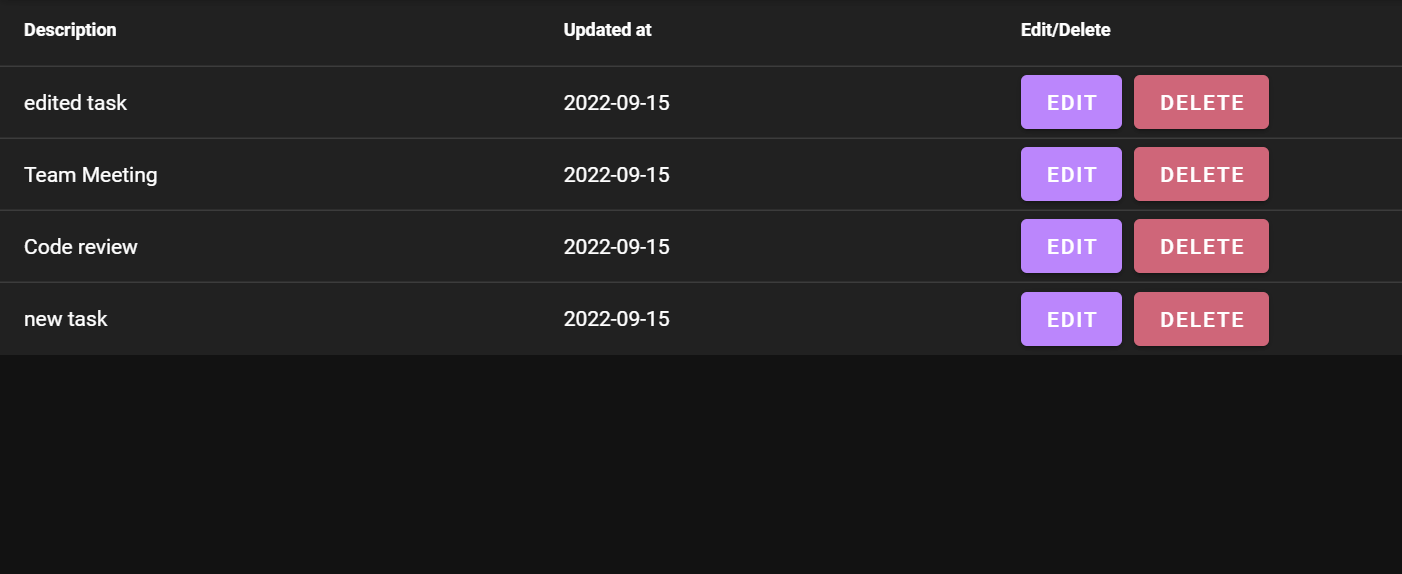 Description Updated at Edit/Delete
edited task 2022-09-15 EDIT DELETE
Team Meeting 2022-09-15 EDIT DELETE
Code review 2022-09-15 EDIT DELETE
new task 2022-09-15 EDIT DELETE